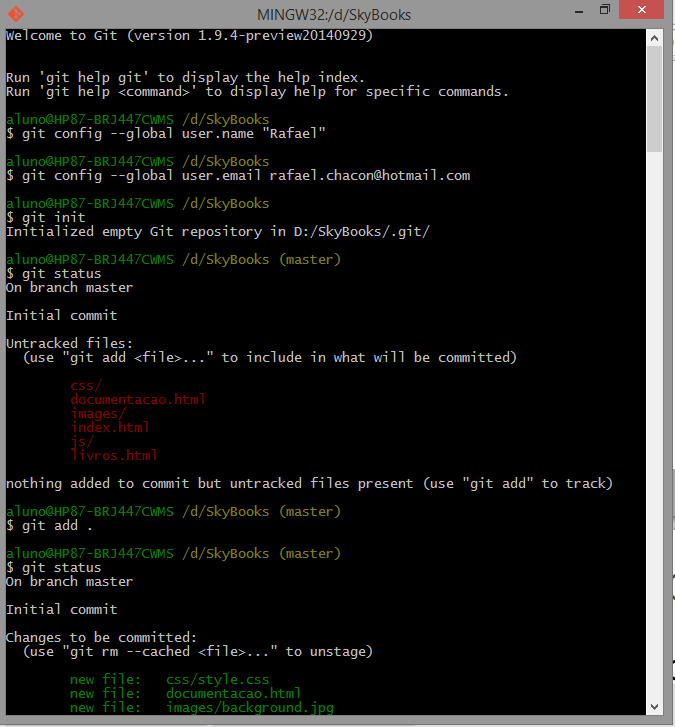 MINGW32:/d/SkyBooks
Welcome to Git (version 1.9.4-preview20140929)
Run 'git help git' to display the help index.
Run 'git help <command>' to display help for specific commands.
aluno@HP87-BRJ447CWMS /d/SkyBooks
$ git config --global user.name "Rafael"
aluno@HP87-BRJ447CWMS /d/SkyBooks
$ git config --global user.email rafael.chacon@hotmail.com
aluno@HP87-BRJ447CWMS /d/SkyBooks
$ git init
Initialized empty Git repository in D:/SkyBooks/.git/
aluno@HP87-BRJ447CWMS /d/SkyBooks (master)
$ git status
On branch master
Initial commit
Untracked files:
(use "git add <file>..." to include in what will be committed)
css/
documentacao.html
images/
index.html
js/
livros.html
nothing added to commit but untracked files present (use "git add" to track)
aluno@HP87-BRJ447CWMS /d/SkyBooks (master)
$ git add .
aluno@HP87-BRJ447CWMS /d/SkyBooks (master)
$ git status
On branch master
Initial commit
Changes to be committed:
(use "git rm --cached <file>..." to unstage)
new file: css/style.css
new file: documentacao.html
new file: images/background.jpg